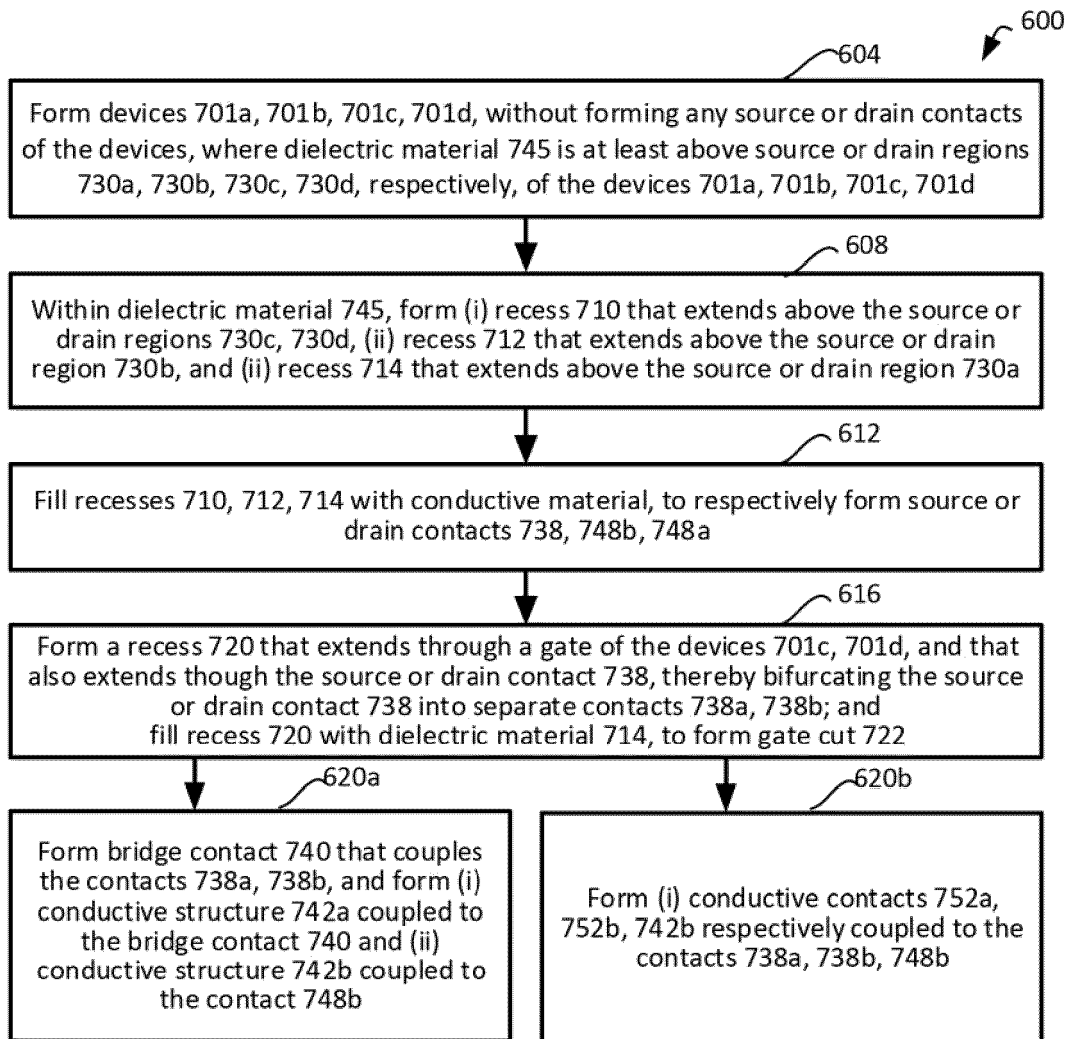 600
604
Form devices 701a, 701b, 701c, 701d, without forming any source or drain contacts
of the devices, where dielectric material 745 is at least above source or drain regions
730a, 730b, 730c, 730d, respectively, of the devices 701a, 701b, 701c, 701d
608
Within dielectric material 745, form (i) recess 710 that extends above the source or
drain regions 730c, 730d, (ii) recess 712 that extends above the source or drain
region 730b, and (ii) recess 714 that extends above the source or drain region 730a
612
Fill recesses 710, 712, 714 with conductive material, to respectively form source or
drain contacts 738, 748b, 748a
616
Form a recess 720 that extends through a gate of the devices 701c, 701d, and that
also extends though the source or drain contact 738, thereby bifurcating the source
or drain contact 738 into separate contacts 738a, 738b; and
fill recess 720 with dielectric material 714, to form gate cut 722
620a
Form bridge contact 740 that couples
the contacts 738a, 738b, and form (i)
conductive structure 742a coupled to
the bridge contact 740 and (ii)
conductive structure 742b coupled to
the contact 748b
620b
Form (i) conductive contacts 752a,
752b, 742b respectively coupled to the
contacts 738a, 738b, 748b